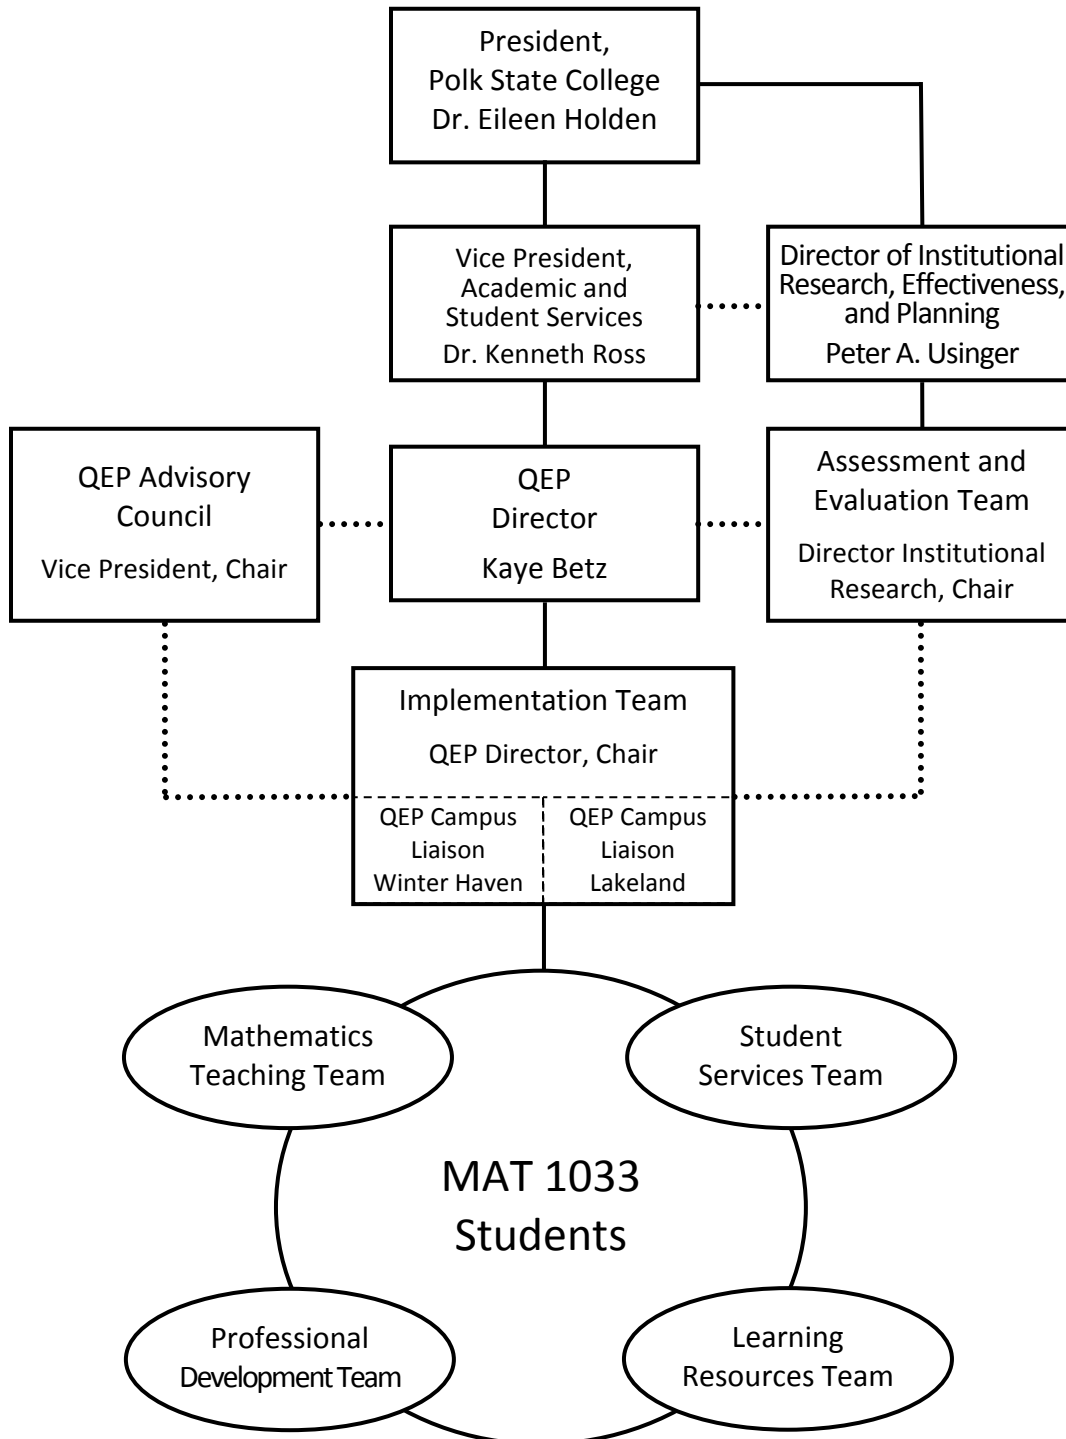 President,
Polk State College
Dr. Eileen Holden
Vice President,
Academic and
Student Services
Dr. Kenneth Ross
Director of Institutional
Research, Effectiveness,
and Planning
Peter A. Usinger
QEP Advisory
Council
Vice President, Chair
QEP
Director
Kaye Betz
Assessment and
Evaluation Team
Director Institutional
Research, Chair
Implementation Team
QEP Director, Chair
QEP Campus
Liaison
Winter Haven
QEP Campus
Liaison
Lakeland
Mathematics
Teaching Team
Student
Services Team
MAT 1033
Students
Professional
Development Team
Learning
Resources Team